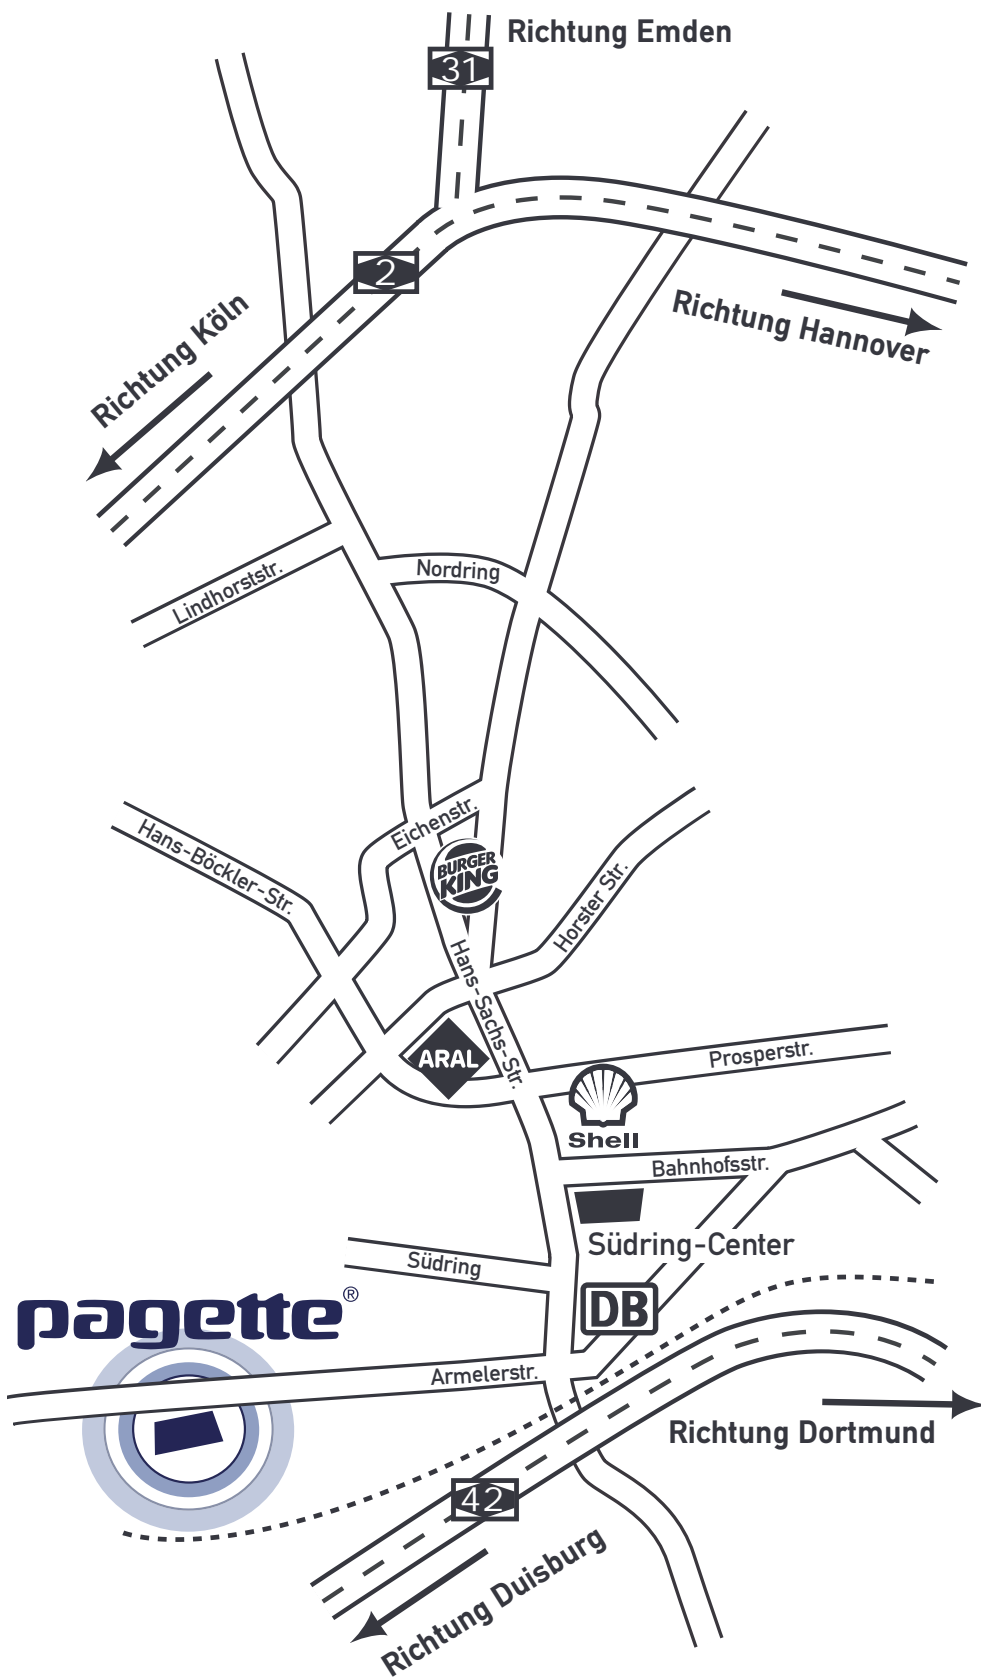 Richtung Emden
31
2
Richtung Köln
Richtung Hannover
Nordring
Lindhorststr.
Eichenstr.
Hans-Böckler-Str.
BURGER
KING
Horster Str.
Hans-Sachs-Str.
ARAL
Prosperstr.
Shell
Bahnhofsstr.
Südring-Center
Südring
DB
pagette®
Armelerstr.
Richtung Dortmund
42
Richtung Duisburg